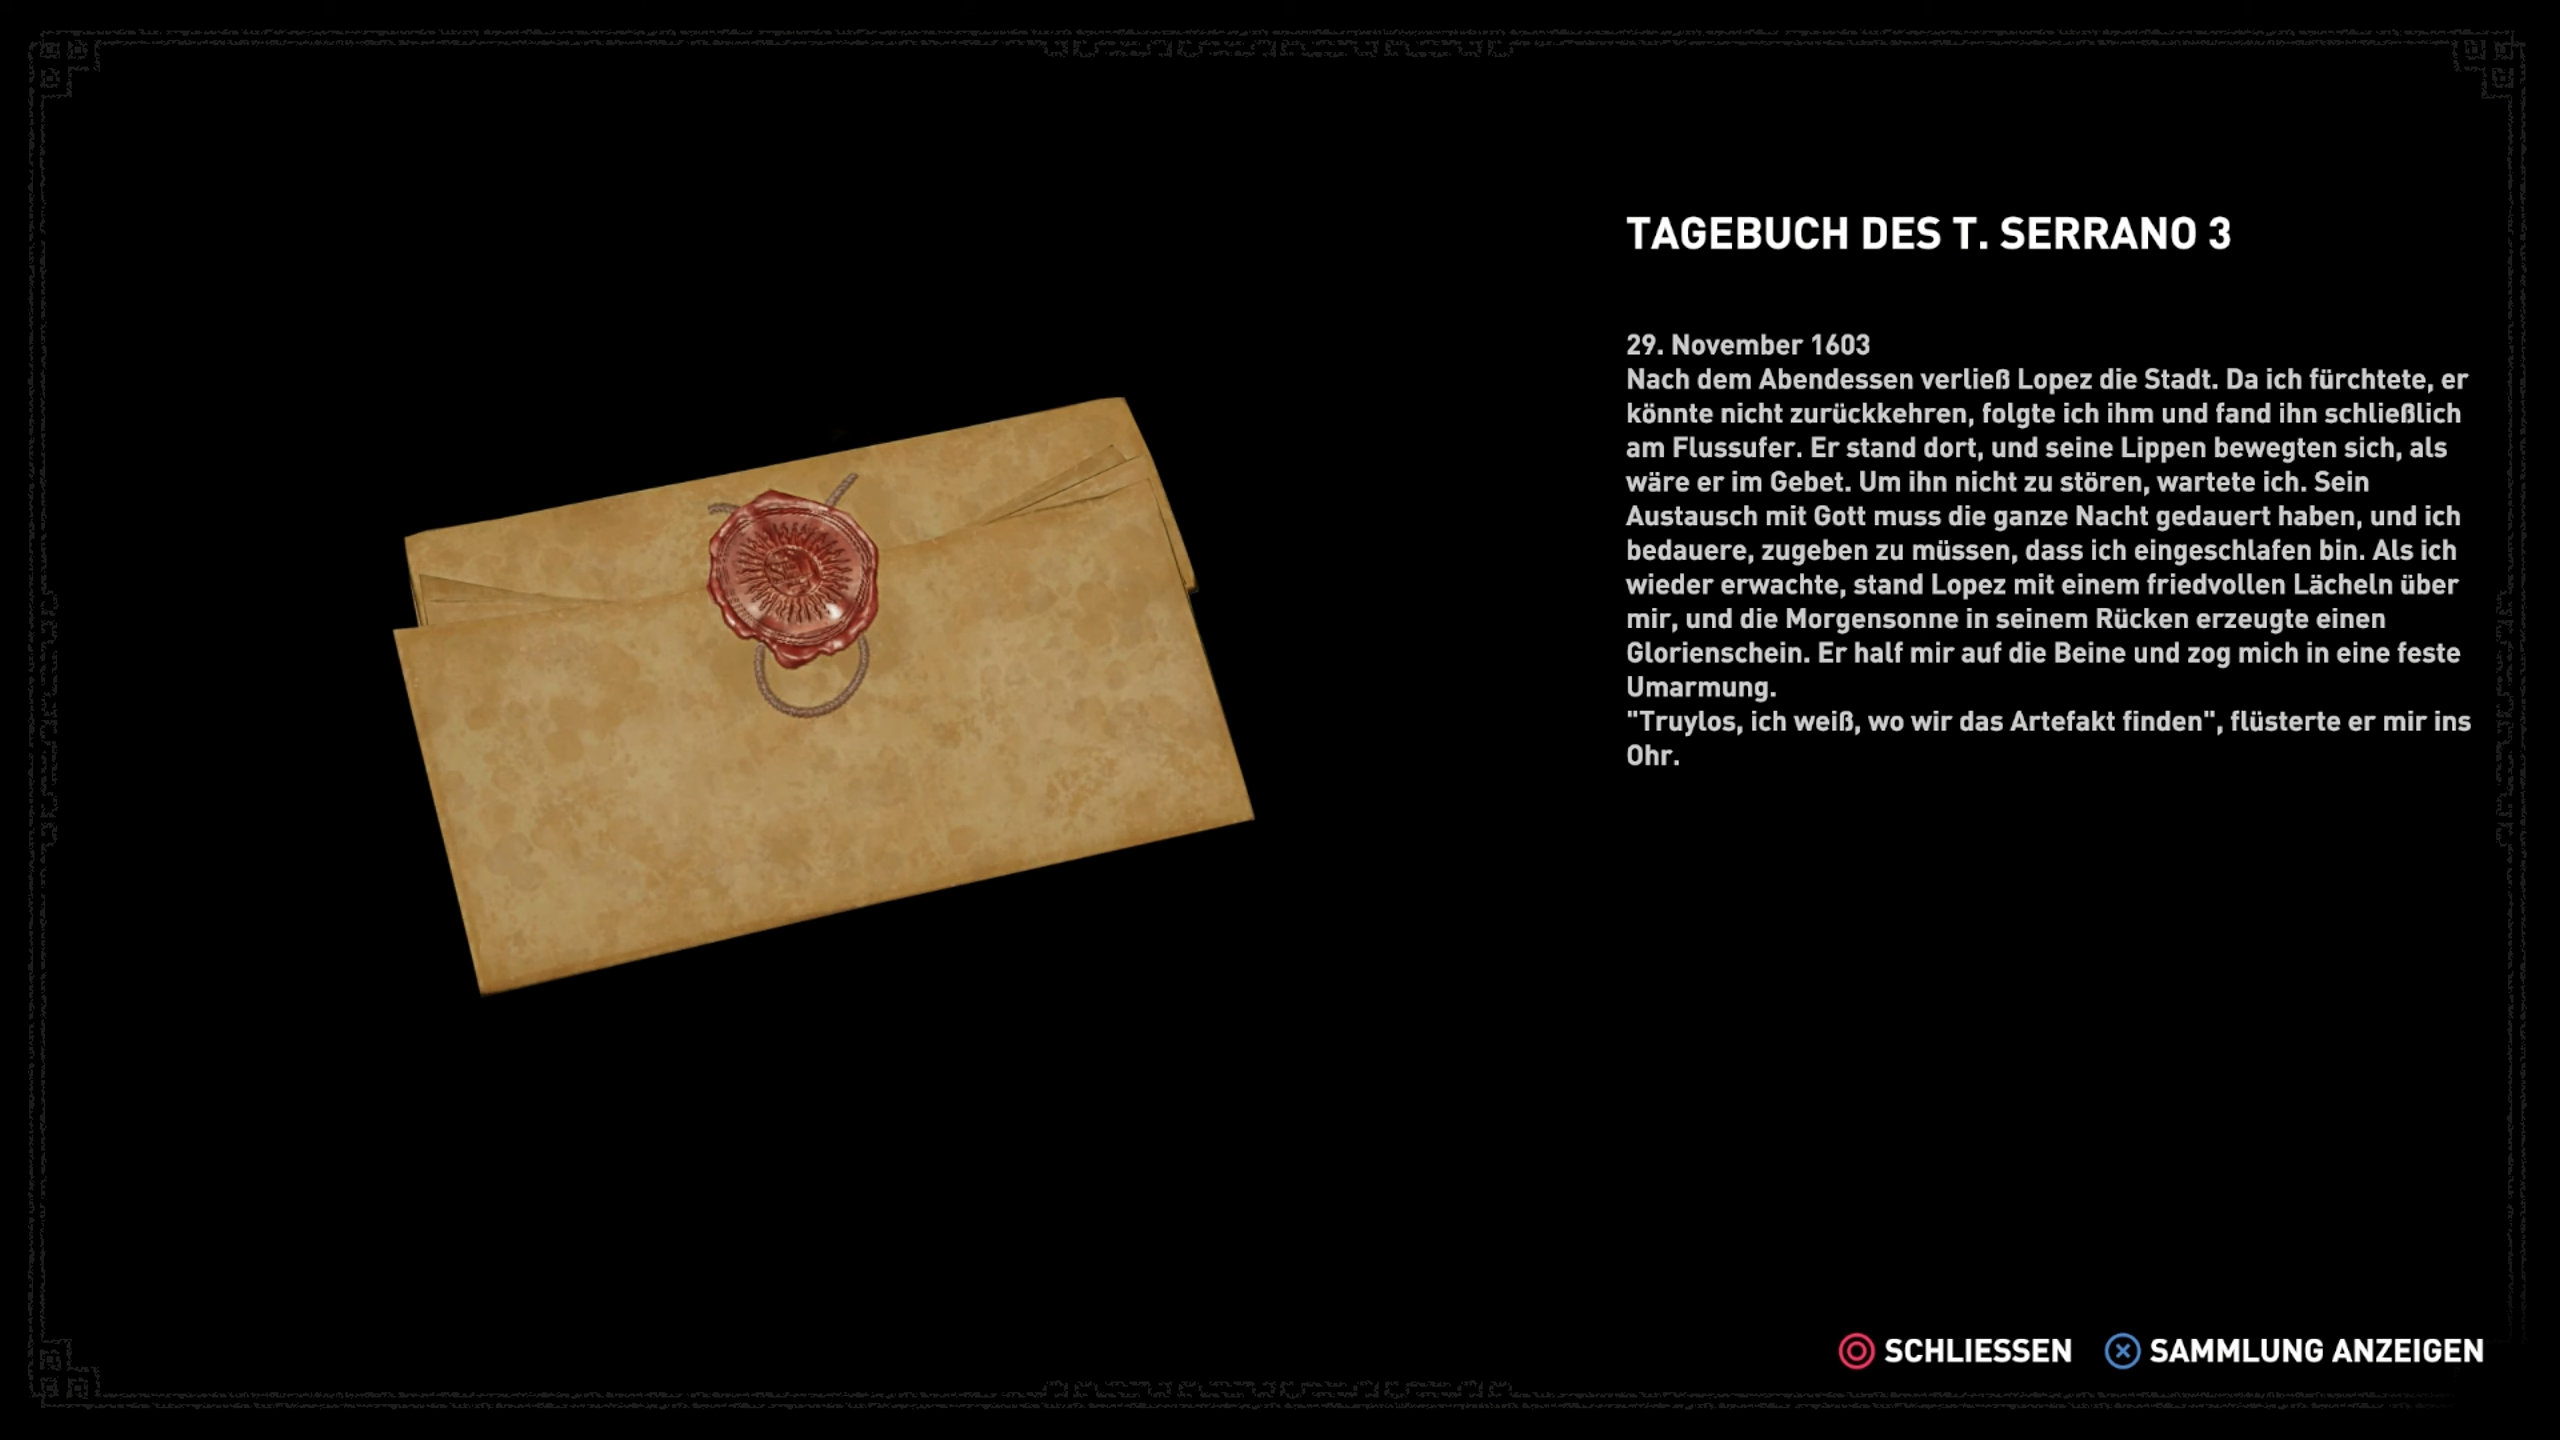 TAGEBUCH DES T. SERRANO 3
29. November 1603
Nach dem Abendessen verließ Lopez die Stadt. Da ich fürchtete, er
könnte nicht zurückkehren, folgte ich ihm und fand ihn schließlich
am Flussufer. Er stand dort, und seine Lippen bewegten sich, als
wäre er im Gebet. Um ihn nicht zu stören, wartete ich. Sein
Austausch mit Gott muss die ganze Nacht gedauert haben, und ich
bedauere, zugeben zu müssen, dass ich eingeschlafen bin. Als ich
wieder erwachte, stand Lopez mit einem friedvollen Lächeln über
mir, und die Morgensonne in seinem Rücken erzeugte einen
Glorienschein. Er half mir auf die Beine und zog mich in eine feste
Umarmung.
"Truylos, ich weiß, wo wir das Artefakt finden", flüsterte er mir ins
Ohr.
SCHLIESSEN SAMMLUNG ANZEIGEN